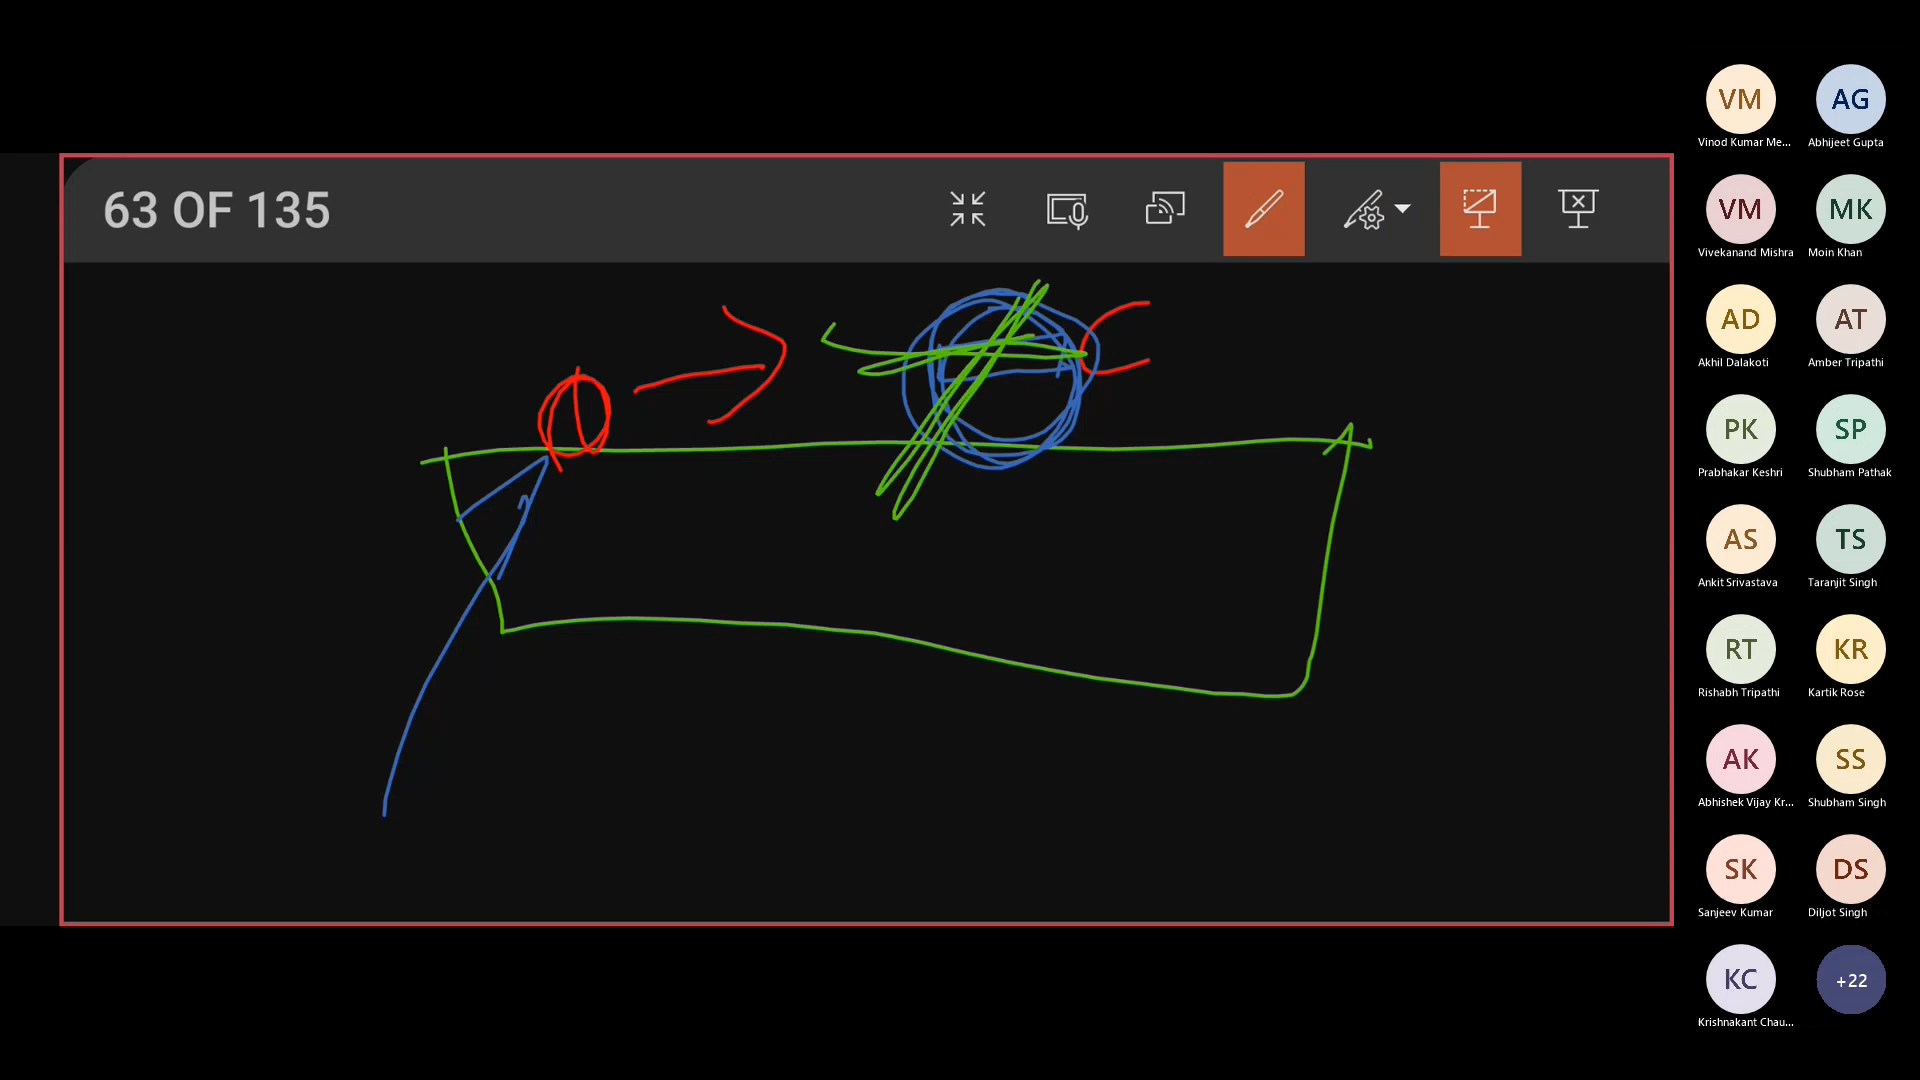 63 OF 135
VM AG
Vinod Kumar Me... Abhijeet Gupta
VM MK
Vivekanand Mishra Moin Khan
AD AT
Akhil Dalakoti Amber Tripathi
PK SP
Prabhakar Keshri Shubham Pathak
AS TS
Ankit Srivastava Taranjit Singh
RT KR
Rishabh Tripathi Kartik Rose
AK SS
Abhishek Vijay Kr... Shubham Singh
SK DS
Sanjeev Kumar Diljot Singh
KC +22
Krishnakant Chau...